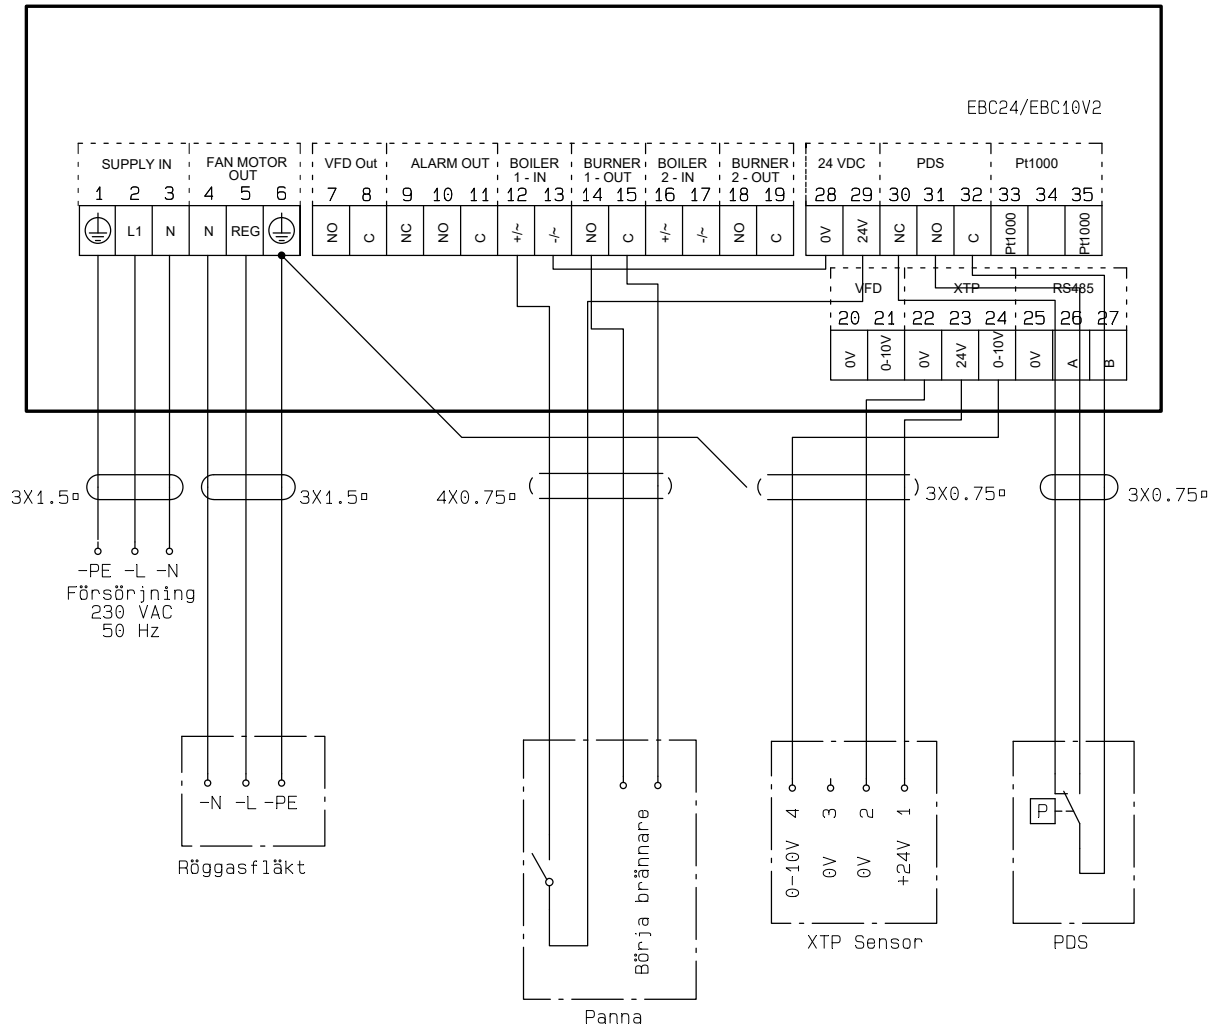 EBC24/EBC10V2
SUPPLY IN FAN MOTOR OUT VFD Out ALARM OUT BOILER 1 - IN BURNER 1 - OUT BOILER 2 - IN BURNER 2 - OUT 24 VDC PDS Pt1000
1 2 3 4 5 6 7 8 9 10 11 12 13 14 15 16 17 18 19 28 29 30 31 32 33 34 35
L1 N N REG NO C NC NO C +/~ -/~ NO C +/~ -/~ NO C 0V 24V NC NO C Pt1000 Pt1000
VFD XTP RS485
20 21 22 23 24 25 26 27
0V 0-10V 0V 24V 0-10V 0V A B
3X1.5▫ 3X1.5▫ 4X0.75▫ 3X0.75▫ 3X0.75▫
-PE -L -N
Försörjning
230 VAC
50 Hz
-N -L -PE
Röggasfläkt
Börja brännare
Panna
4 3 2 1
0-10V 0V 0V +24V
XTP Sensor
P
PDS